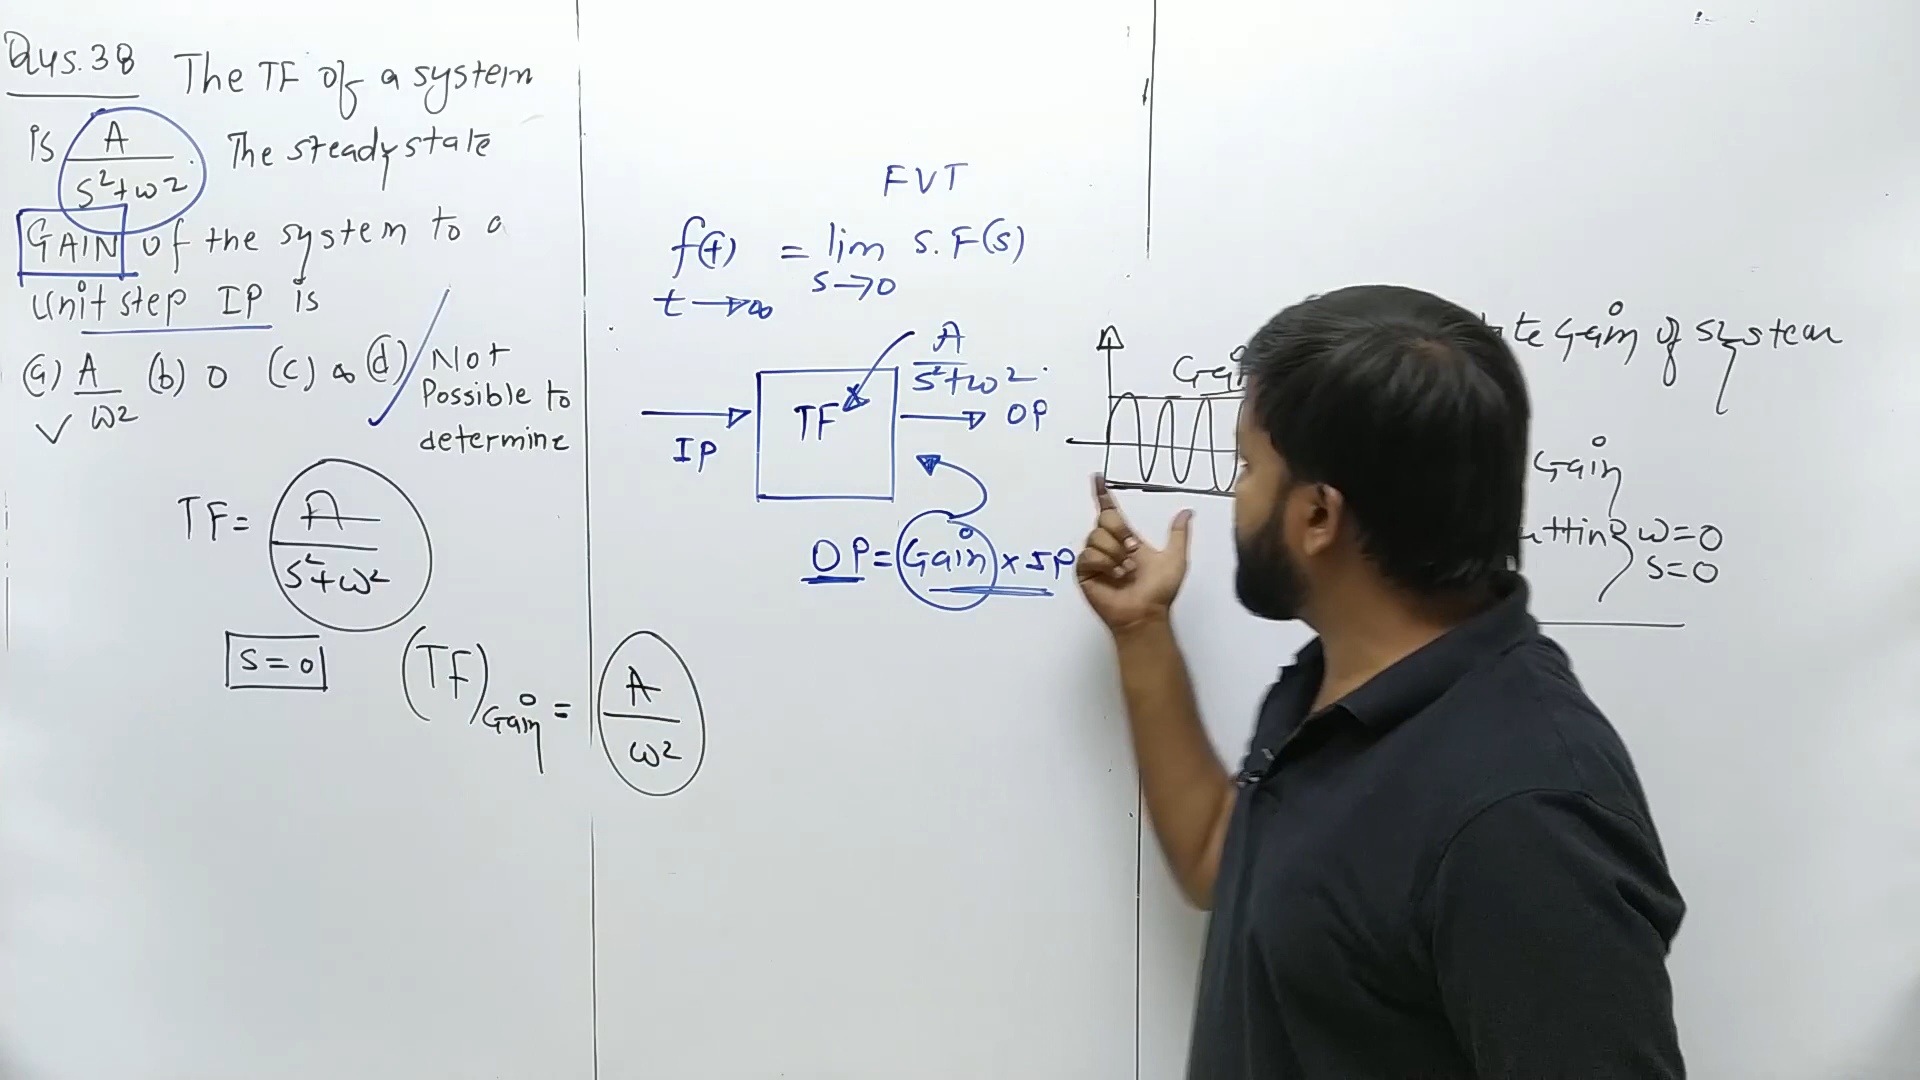 Qus.38 The TF of a system
is A
s²+ω² . The steady state
GAIN of the system to a
unit step IP is
(a) A (b) 0 (c) ∞ (d) Not
ω² Possible to
determine
TF= A
s²+ω²
s=0 (TF)Gain = A
ω²
FVT
f(t) = lim s.F(s)
t→∞ s→0
A
s²+ω²
TF
IP
OP
OP=Gain×IP
Gain of system
Gain
ω=0
s=0